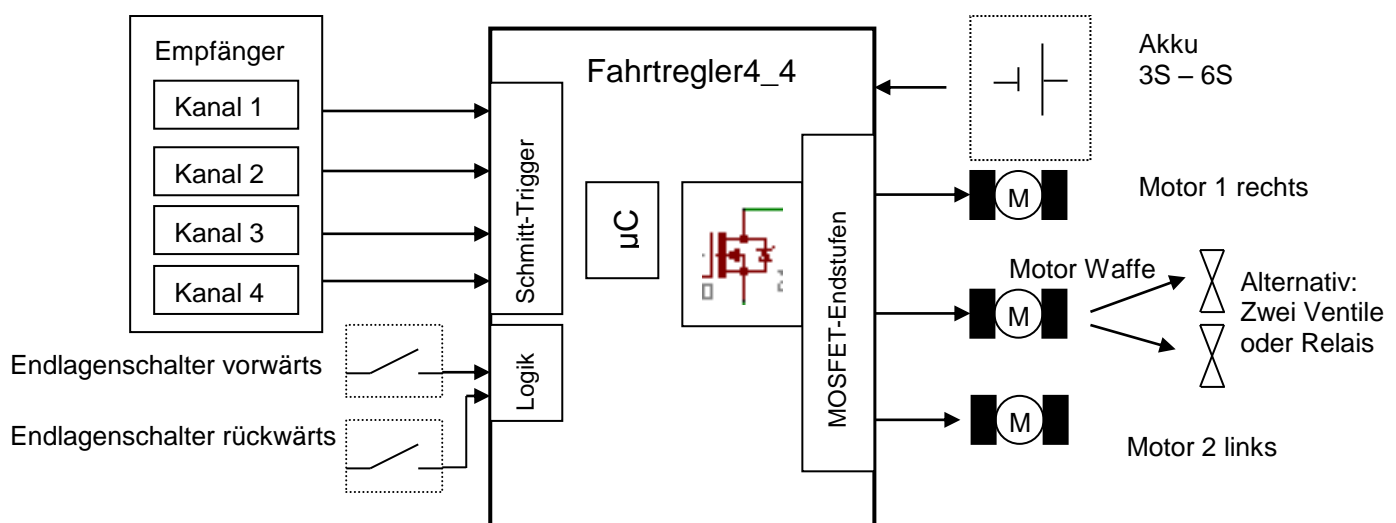 Empfänger
Kanal 1
Kanal 2
Kanal 3
Kanal 4
Endlagenschalter vorwärts
Endlagenschalter rückwärts
Fahrtregler4_4
Schmitt-Trigger
Logik
µC
MOSFET-Endstufen
Akku
3S – 6S
M
Motor 1 rechts
Motor Waffe
M
Alternativ:
Zwei Ventile
oder Relais
M
Motor 2 links